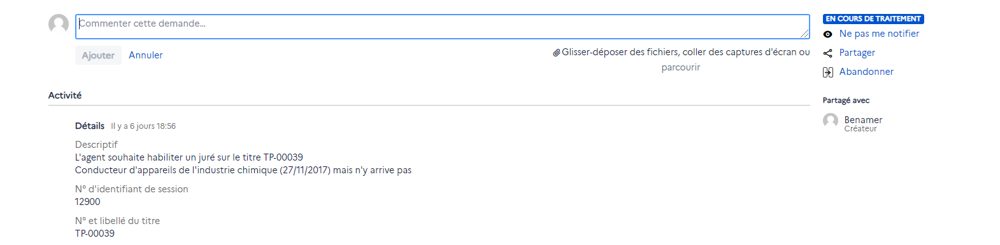 Commenter cette demande...
Ajouter Annuler
Glisser-déposer des fichiers, coller des captures d'écran ou
parcourir
Activité
Détails Il y a 6 jours 18:56
Descriptif
L'agent souhaite habiliter un juré sur le titre TP-00039
Conducteur d'appareils de l'industrie chimique (27/11/2017) mais n'y arrive pas
N° d'identifiant de session
12900
N° et libellé du titre
TP-00039
EN COURS DE TRAITEMENT
Ne pas me notifier
Partager
Abandonner
Partagé avec
Benamer
Créateur